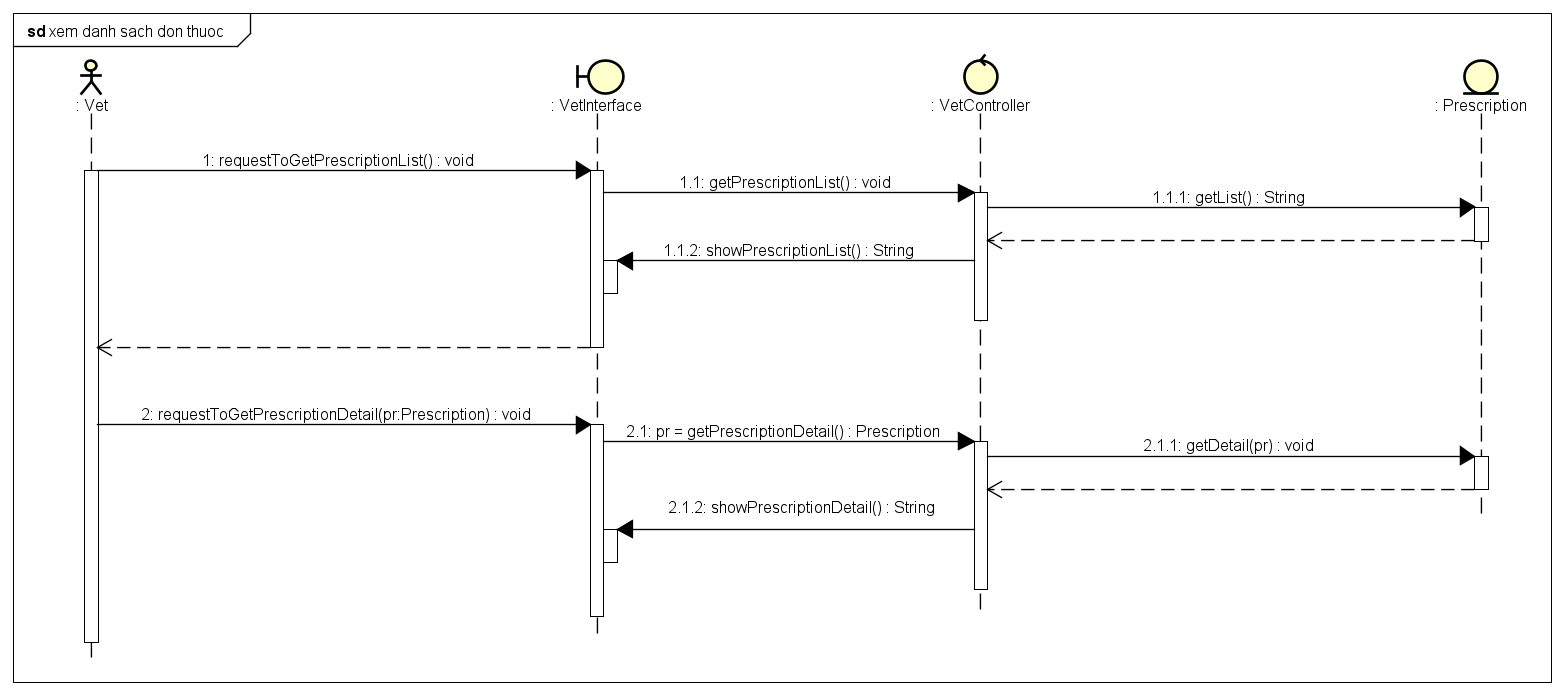 sd xem danh sach don thuoc
: Vet
: VetInterface
: VetController
: Prescription
1: requestToGetPrescriptionList() : void
1.1: getPrescriptionList() : void
1.1.1: getList() : String
1.1.2: showPrescriptionList() : String
2: requestToGetPrescriptionDetail(pr:Prescription) : void
2.1: pr = getPrescriptionDetail() : Prescription
2.1.1: getDetail(pr) : void
2.1.2: showPrescriptionDetail() : String